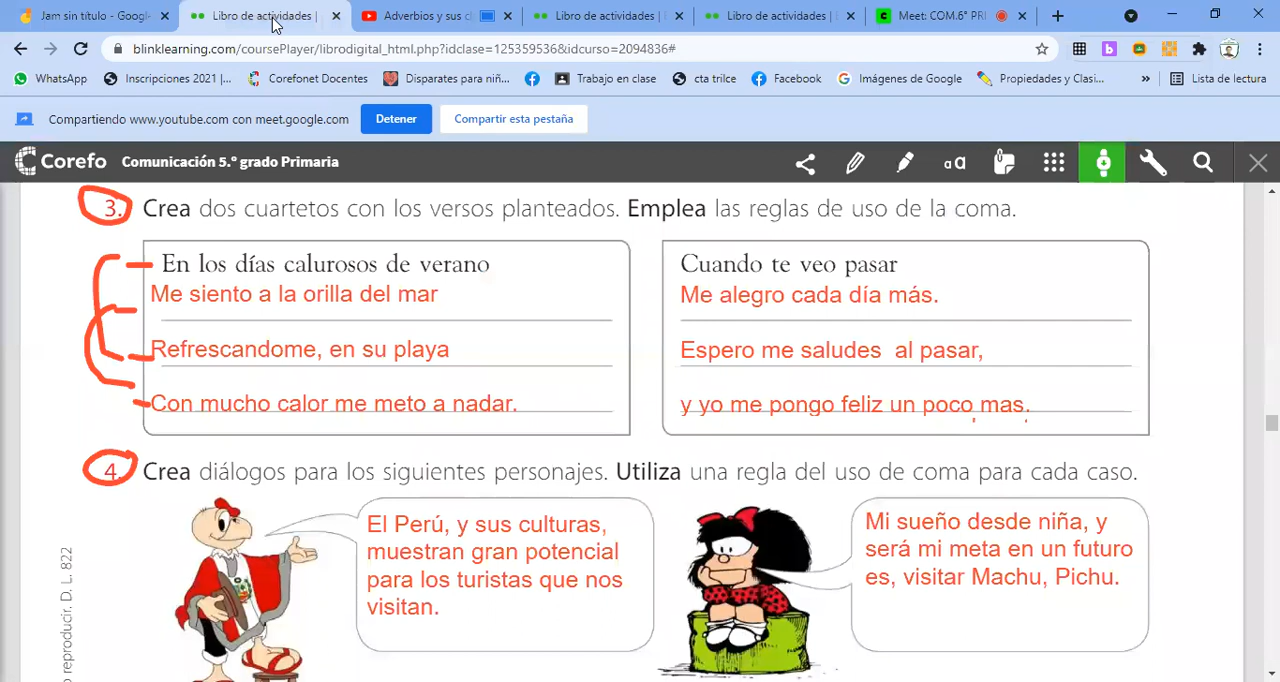 Jam sin título - Googl
Libro de actividades
Adverbios y sus c
Libro de actividades |
Libro de actividades |
Meet: COM.6° PRI
blinklearning.com/coursePlayer/librodigital_html.php?idclase=125359536&idcurso=2094836#
WhatsApp
Inscripciones 2021 |...
Corefonet Docentes
Disparates para niñ...
Trabajo en clase
cta trilce
Facebook
Imágenes de Google
Propiedades y Clasi...
»
Lista de lectura
Compartiendo www.youtube.com con meet.google.com
Detener
Compartir esta pestaña
Corefo
Comunicación 5.º grado Primaria
aa
3. Crea dos cuartetos con los versos planteados. Emplea las reglas de uso de la coma.
En los días calurosos de verano
Me siento a la orilla del mar
Refrescandome, en su playa
Con mucho calor me meto a nadar.
Cuando te veo pasar
Me alegro cada día más.
Espero me saludes al pasar,
y yo me pongo feliz un poco mas.
4. Crea diálogos para los siguientes personajes. Utiliza una regla del uso de coma para cada caso.
El Perú, y sus culturas,
muestran gran potencial
para los turistas que nos
visitan.
Mi sueño desde niña, y
será mi meta en un futuro
es, visitar Machu, Pichu.
o reproducir. D. L. 822